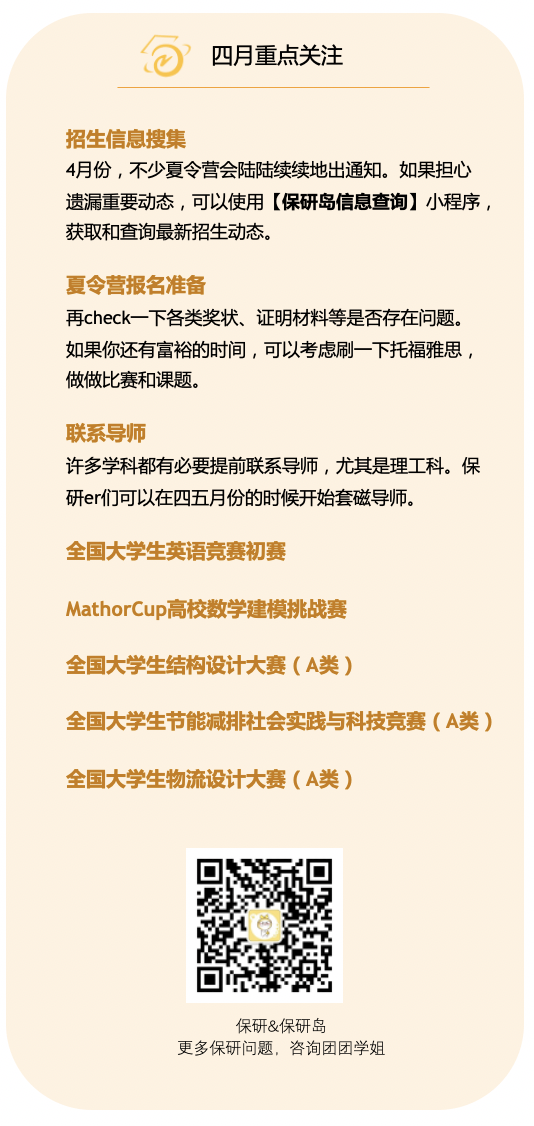 四月重点关注
招生信息搜集
4月份，不少夏令营会陆陆续续地出通知。如果担心
遗漏重要动态，可以使用【保研岛信息查询】小程序，
获取和查询最新招生动态。
夏令营报名准备
再check一下各类奖状、证明材料等是否存在问题。
如果你还有富裕的时间，可以考虑刷一下托福雅思，
做做比赛和课题。
联系导师
许多学科都有必要提前联系导师，尤其是理工科。保
研er们可以在四五月份的时候开始套磁导师。
全国大学生英语竞赛初赛
MathorCup高校数学建模挑战赛
全国大学生结构设计大赛（A类）
全国大学生节能减排社会实践与科技竞赛（A类）
全国大学生物流设计大赛（A类）
保研&保研岛
更多保研问题，咨询团团学姐